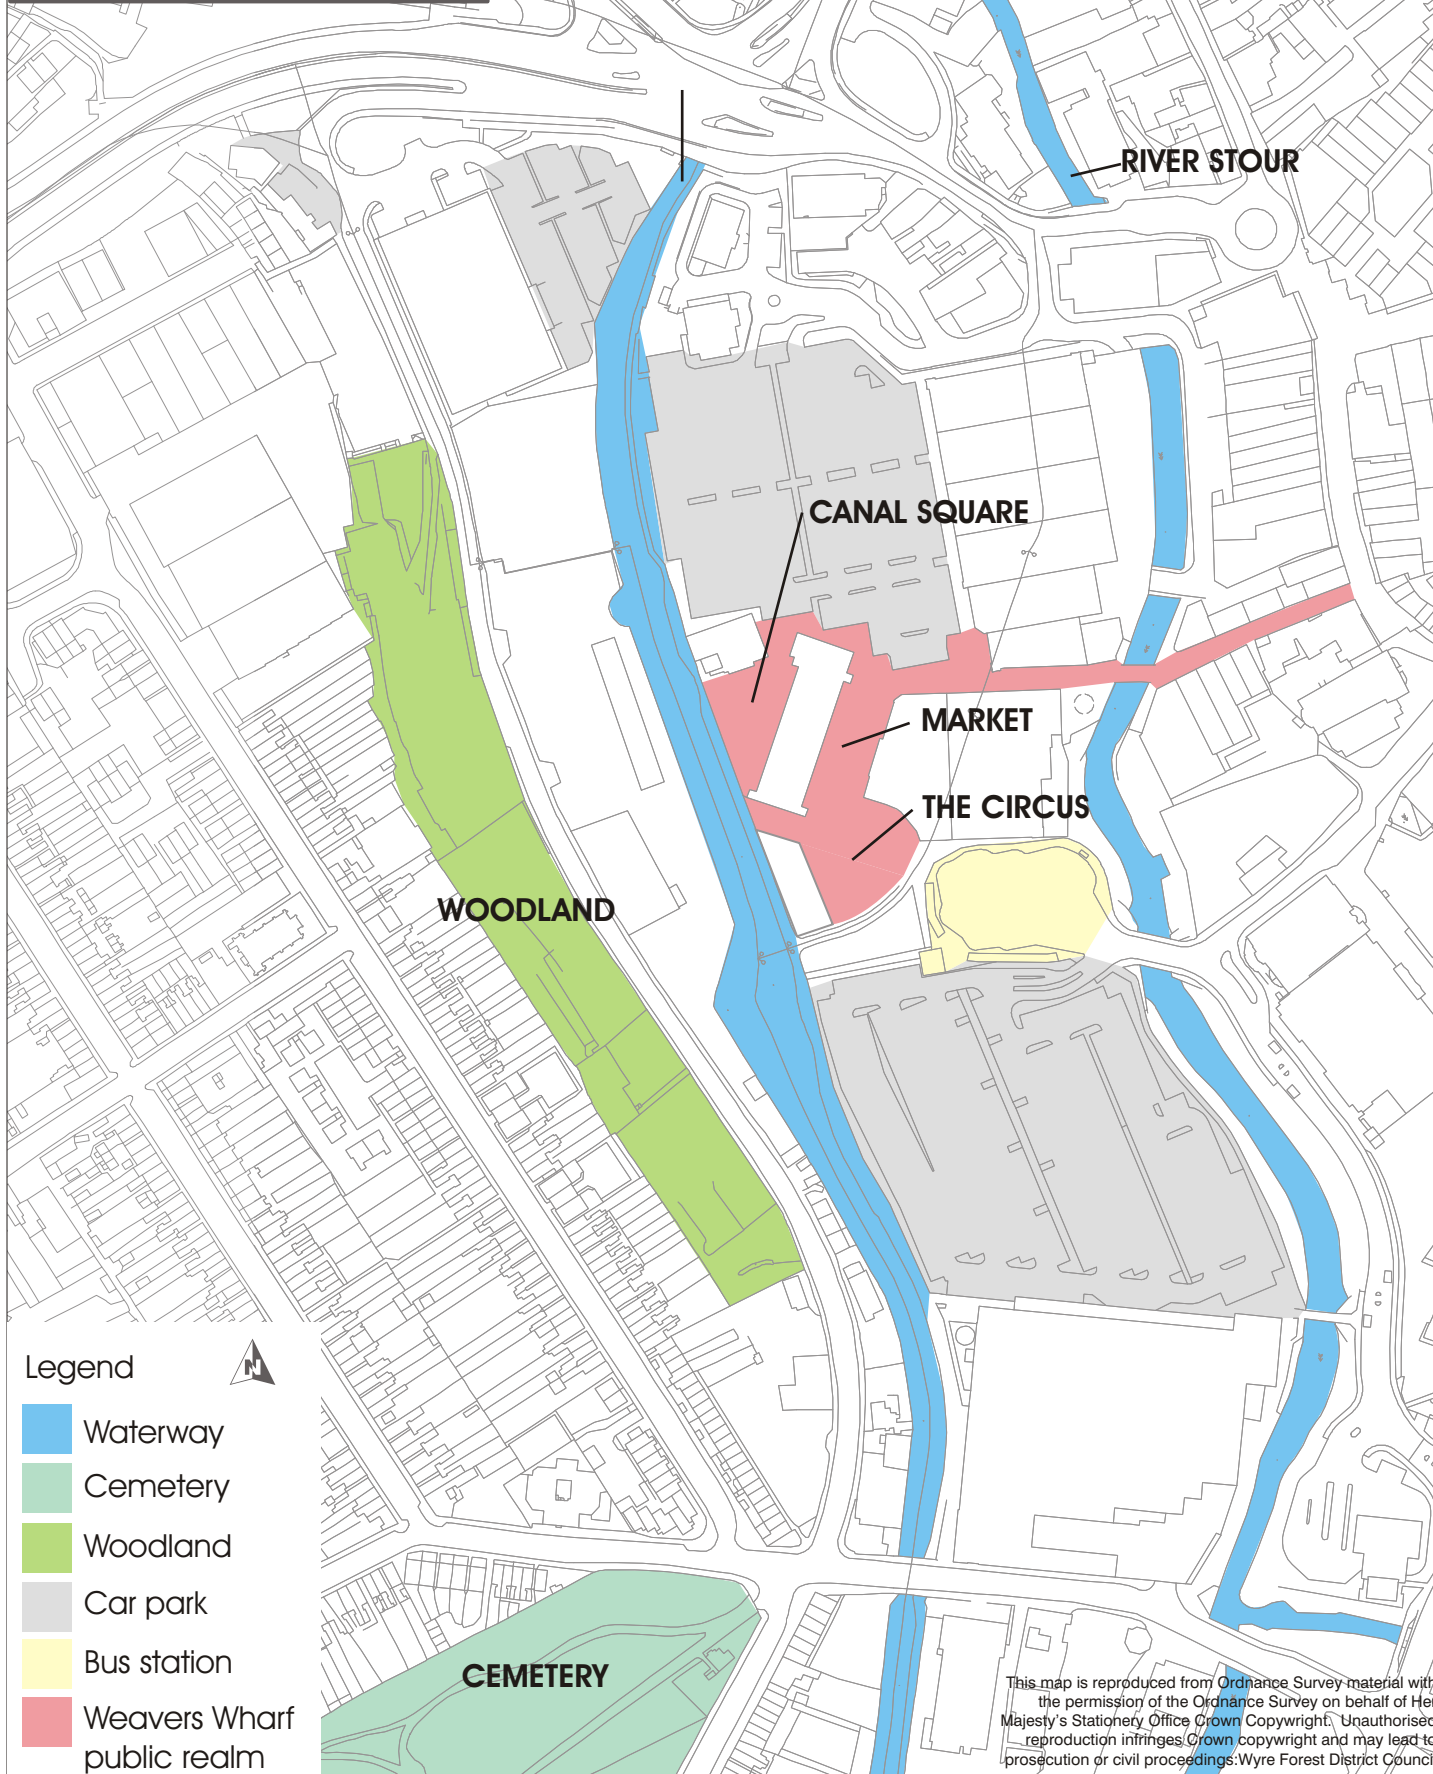 RIVER STOUR
CANAL SQUARE
MARKET
THE CIRCUS
WOODLAND
Legend
N
Waterway
Cemetery
Woodland
Car park
Bus station
Weavers Wharf
public realm
CEMETERY
This map is reproduced from Ordnance Survey material with
the permission of the Ordnance Survey on behalf of He
Majesty's Stationery Office Crown Copywright. Unauthorised
reproduction infringes Crown copyright and may lead to
prosecution or civil proceedings:Wyre Forest District Counci